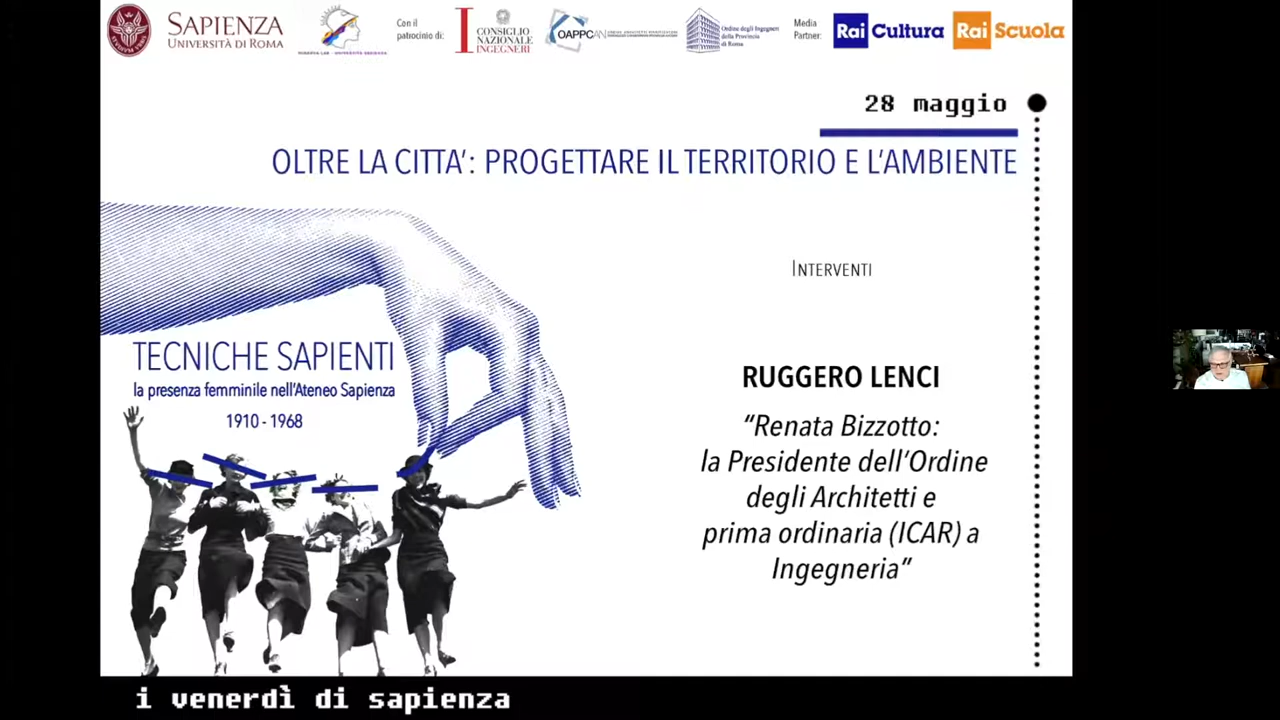 SAPIENZA
UNIVERSITÀ DI ROMA
Con il
patrocinio di:
CONSIGLIO
NAZIONALE
INGEGNERI
OAPPC
Ordine degli Ingegneri
della Provincia
di Roma
Media
Partner:
Rai Cultura
Rai Scuola
28 maggio
OLTRE LA CITTA': PROGETTARE IL TERRITORIO E L'AMBIENTE
INTERVENTI
TECNICHE SAPIENTI
la presenza femminile nell'Ateneo Sapienza
1910 - 1968
RUGGERO LENCI
“Renata Bizzotto:
la Presidente dell'Ordine
degli Architetti e
prima ordinaria (ICAR) a
Ingegneria”
i venerdì di sapienza